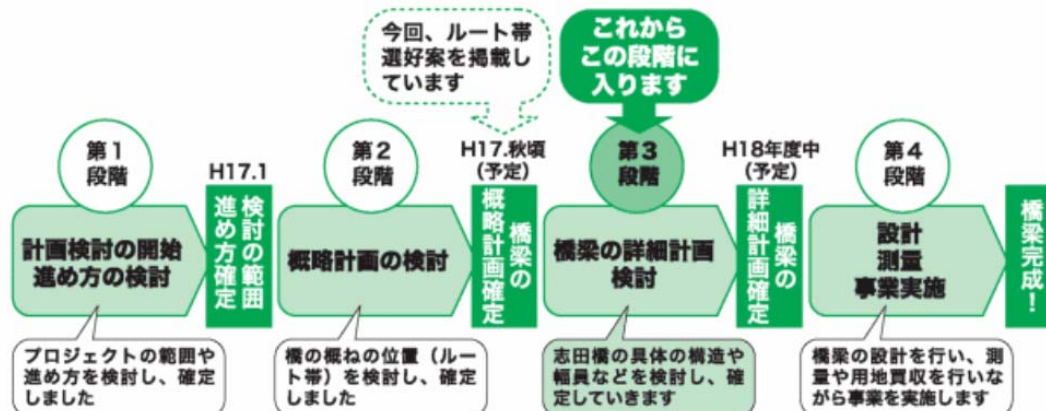 今回、ルート帯
選好案を掲載し
ています
これから
この段階に
入ります
第1
段階
H17.1
第2
段階
H17.秋頃
(予定)
第3
段階
H18年度中
(予定)
第4
段階
計画検討の開始
進め方の検討
検討の範囲
進め方確定
概略計画の検討
橋梁の
概略計画確定
橋梁の詳細計画
検討
橋梁の
詳細計画確定
設計
測量
事業実施
橋梁完成!
プロジェクトの範囲や
進め方を検討し、確定
しました
橋の概ねの位置(ルー
ト帯)を検討し、確定
しました
志田橋の具体の構造や
幅員などを検討し、確
定していきます
橋梁の設計を行い、測
量や用地買収を行いな
がら事業を実施します